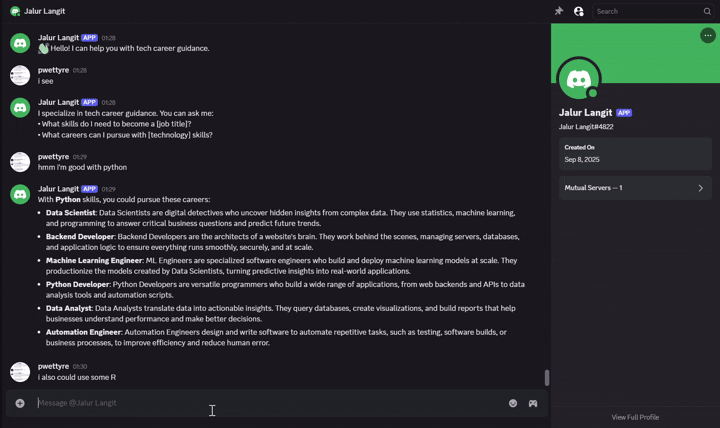 Jalur Langit
Search
Jalur Langit APP 01:28
👋 Hello! I can help you with tech career guidance.
pwettyre 01:28
i see
Jalur Langit APP 01:28
I specialize in tech career guidance. You can ask me:
• What skills do I need to become a [job title]?
• What careers can I pursue with [technology] skills?
pwettyre 01:29
hmm i'm good with python
Jalur Langit APP 01:29
With Python skills, you could pursue these careers:
• Data Scientist: Data Scientists are digital detectives who uncover hidden insights from complex data. They use statistics, machine learning,
and programming to answer critical business questions and predict future trends.
• Backend Developer: Backend Developers are the architects of a website's brain. They work behind the scenes, managing servers, databases,
and application logic to ensure everything runs smoothly, securely, and at scale.
• Machine Learning Engineer: ML Engineers are specialized software engineers who build and deploy machine learning models at scale. They
productionize the models created by Data Scientists, turning predictive insights into real-world applications.
• Python Developer: Python Developers are versatile programmers who build a wide range of applications, from web backends and APIs to data
analysis tools and automation scripts.
• Data Analyst: Data Analysts translate data into actionable insights. They query databases, create visualizations, and build reports that help
businesses understand performance and make better decisions.
• Automation Engineer: Automation Engineers design and write software to automate repetitive tasks, such as testing, software builds, or
business processes, to improve efficiency and reduce human error.
pwettyre 01:30
i also could use some R
Message @Jalur Langit
Jalur Langit APP
Jalur Langit#4822
Created On
Sep 8, 2025
Mutual Servers — 1
View Full Profile